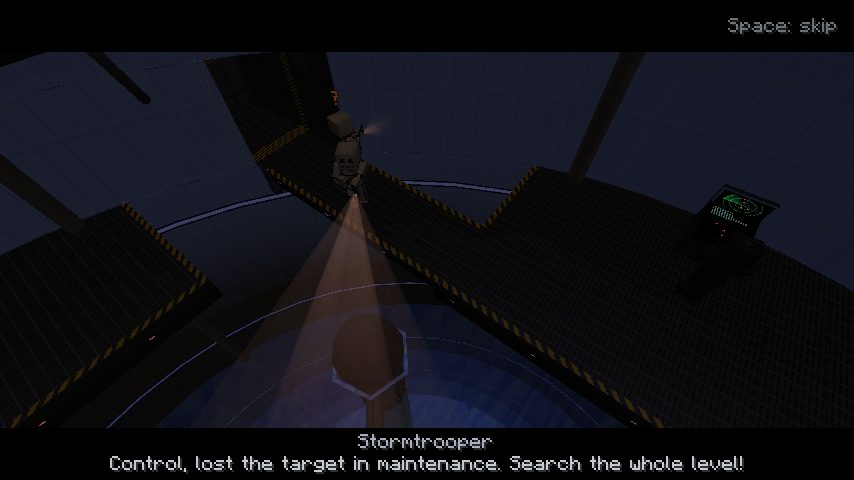 Space: skip
Stormtrooper
Control, lost the target in maintenance. Search the whole level!